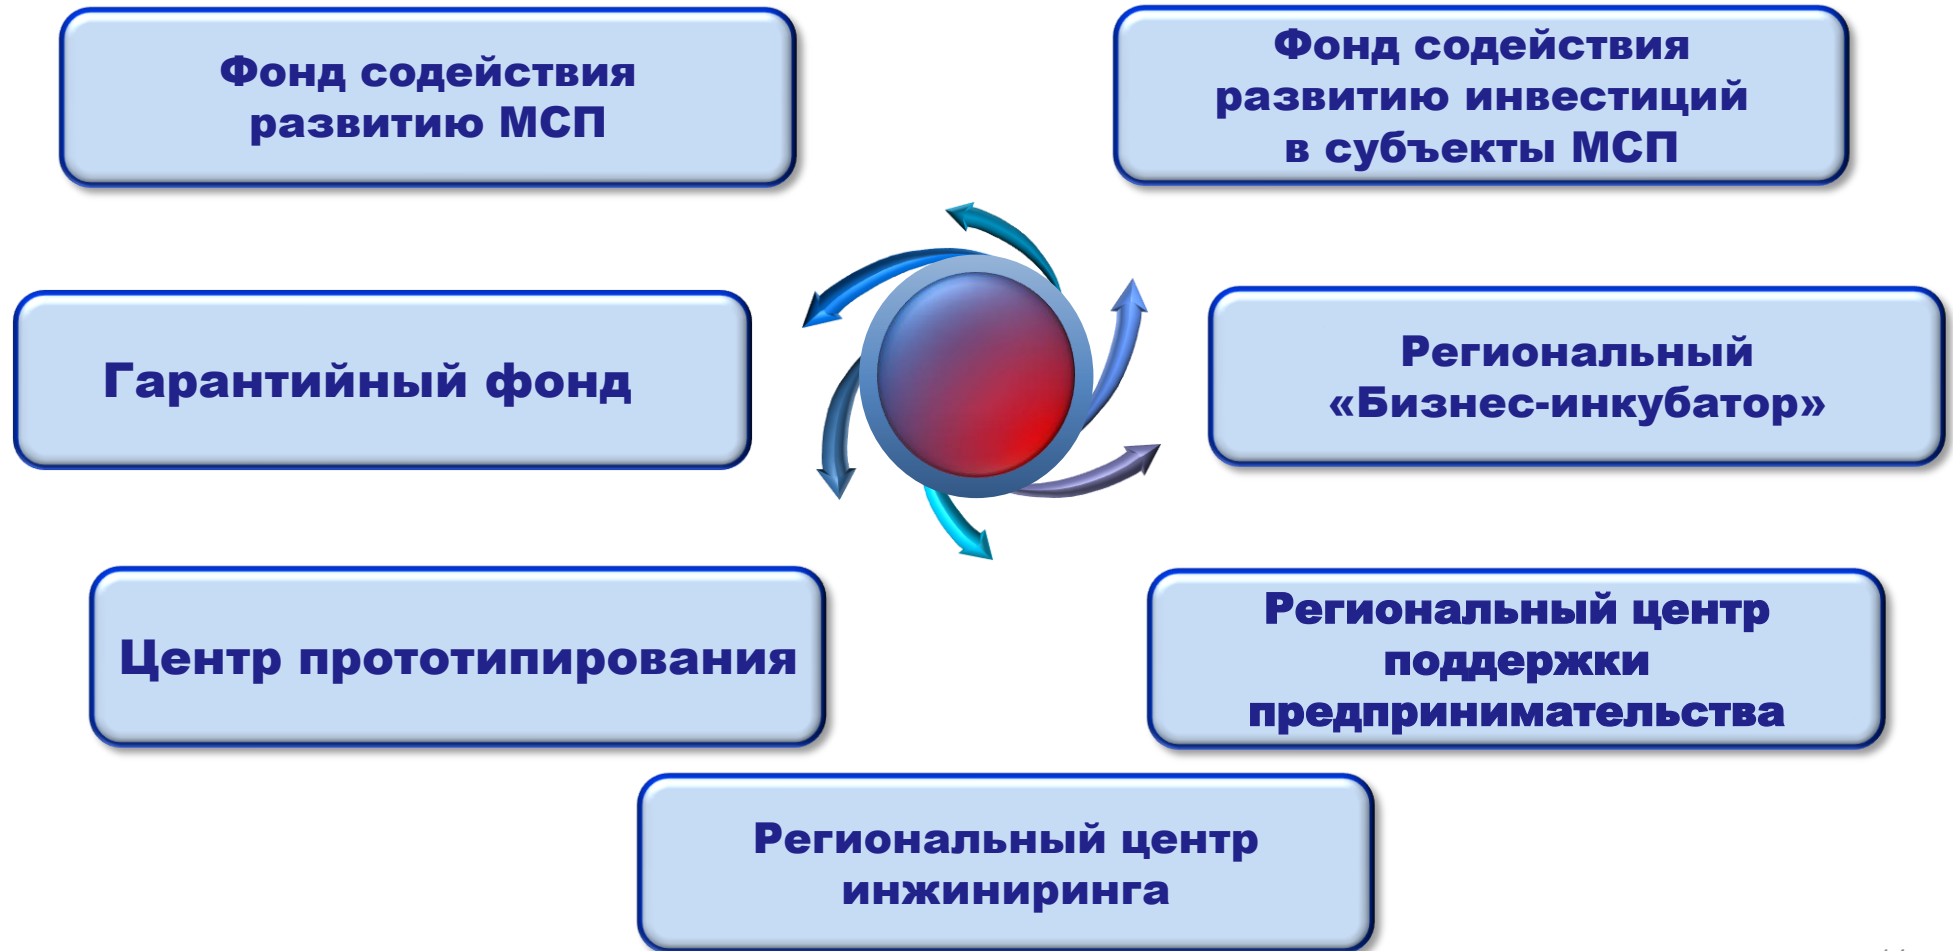 Фонд содействия
развитию МСП
Фонд содействия
развитию инвестиций
в субъекты МСП
Гарантийный фонд
Региональный
«Бизнес-инкубатор»
Центр прототипирования
Региональный центр
поддержки
предпринимательства
Региональный центр
инжиниринга